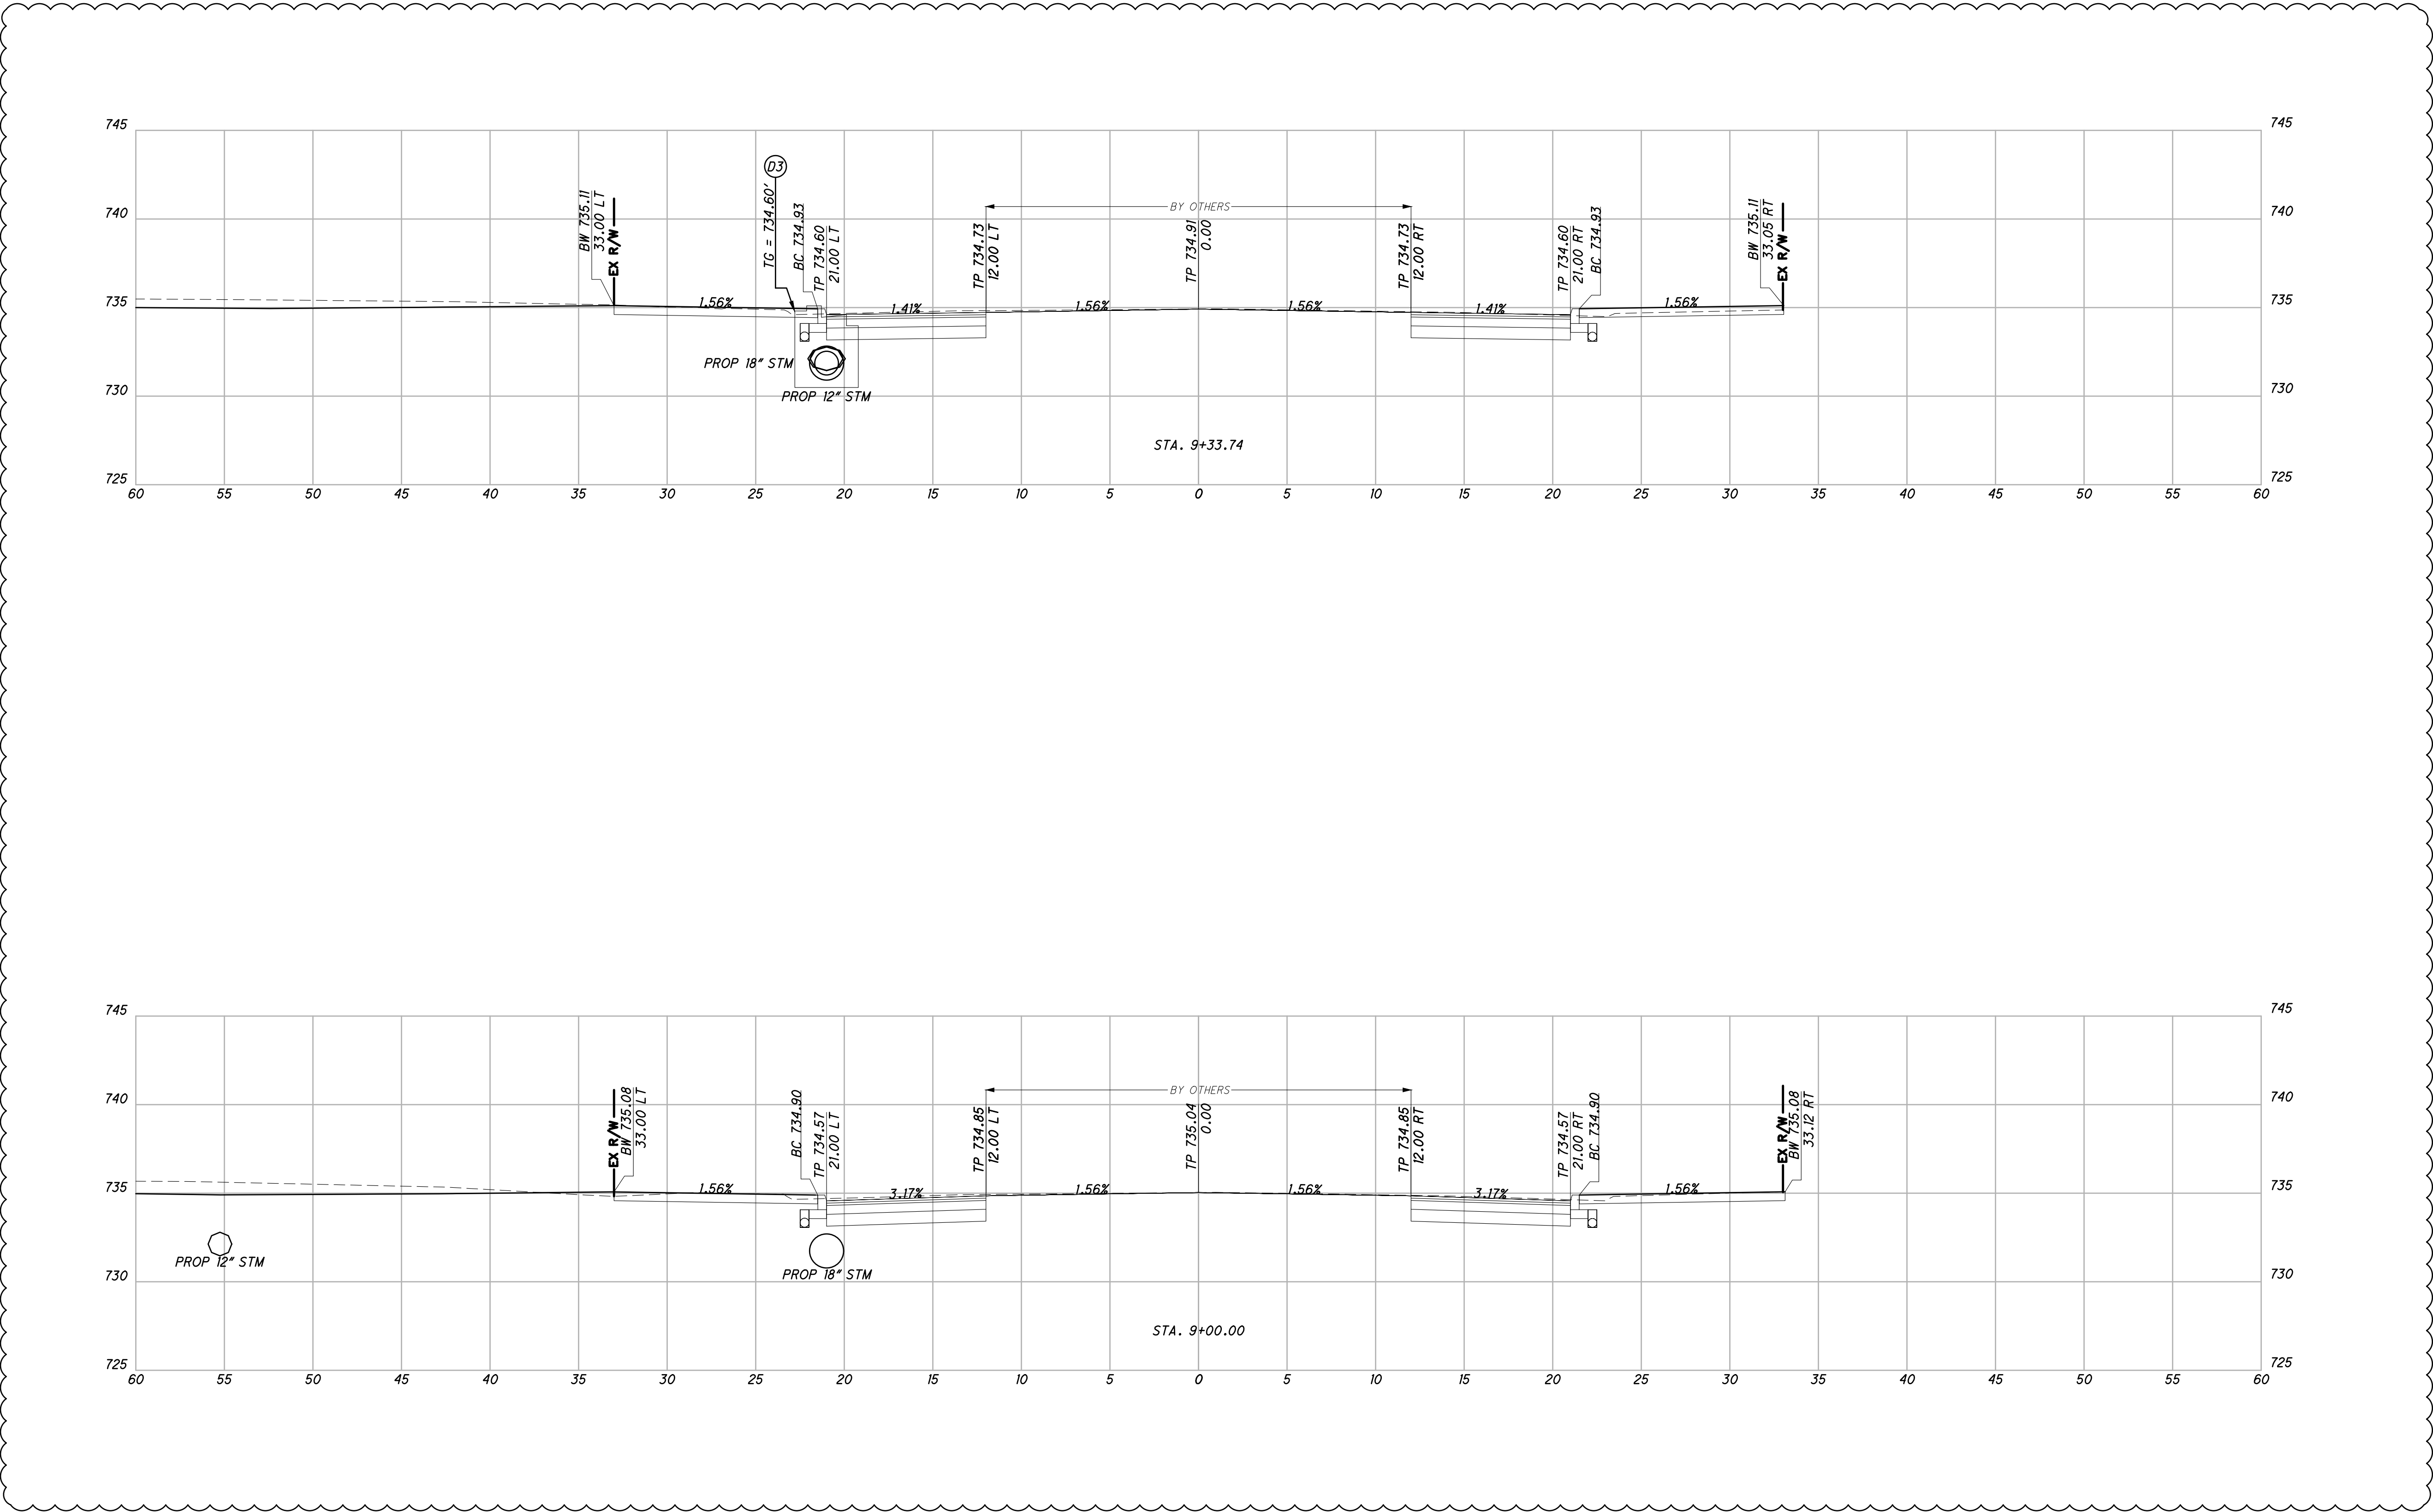 745
745
D3
740
BW 735.11
33.00 LT
EX R/W
TG = 734.60'
BC 734.93
TP 734.60
21.00 LT
TP 734.73
12.00 LT
BY OTHERS
TP 734.91
0.00
TP 734.73
12.00 RT
TP 734.60
21.00 RT
BC 734.93
BW 735.11
33.05 RT
EX R/W
740
735
1.56%
1.41%
1.56%
1.56%
1.41%
1.56%
735
PROP 18" STM
730
PROP 12" STM
730
STA. 9+33.74
725
725
60 55 50 45 40 35 30 25 20 15 10 5 0 5 10 15 20 25 30 35 40 45 50 55 60
745
745
740
EX R/W
BW 735.08
33.00 LT
BC 734.90
TP 734.57
21.00 LT
TP 734.85
12.00 LT
BY OTHERS
TP 735.04
0.00
TP 734.85
12.00 RT
TP 734.57
21.00 RT
BC 734.90
EX R/W
BW 735.08
33.12 RT
740
735
1.56%
3.17%
1.56%
1.56%
3.17%
1.56%
735
PROP 12" STM
730
PROP 18" STM
730
STA. 9+00.00
725
725
60 55 50 45 40 35 30 25 20 15 10 5 0 5 10 15 20 25 30 35 40 45 50 55 60